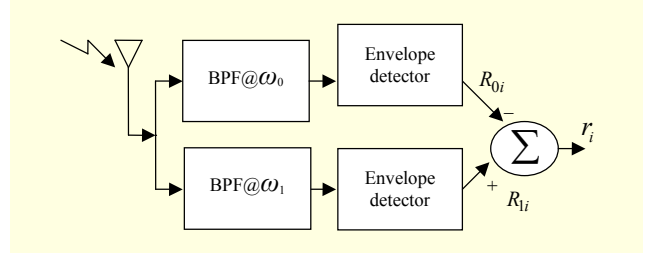 Envelope
detector
BPF@ω₀
R₀ᵢ
−
Σ
rᵢ
BPF@ω₁
Envelope
detector
+
R₁ᵢ